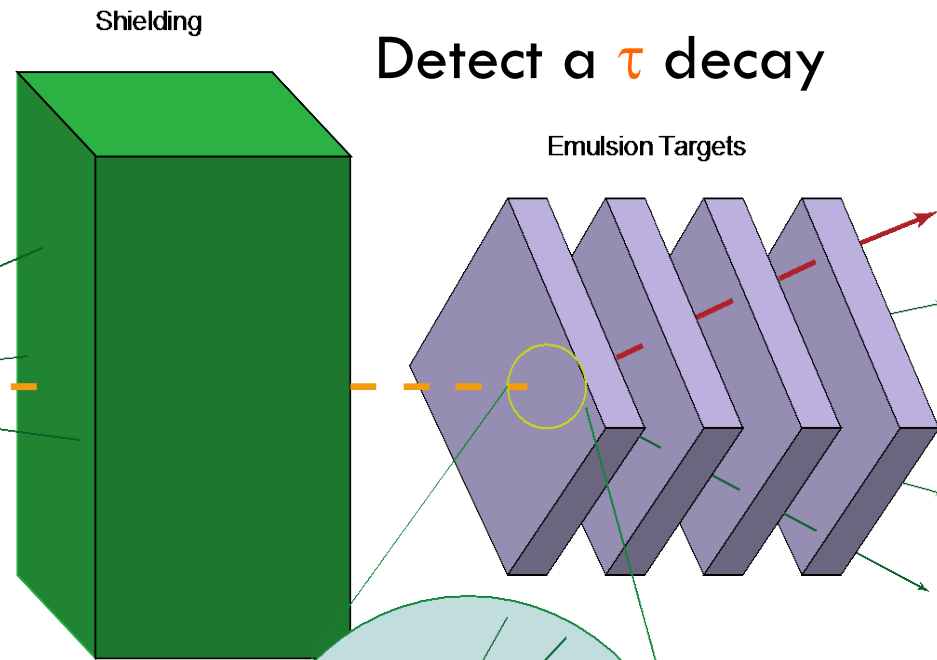 Shielding
Detect a τ decay
Emulsion Targets